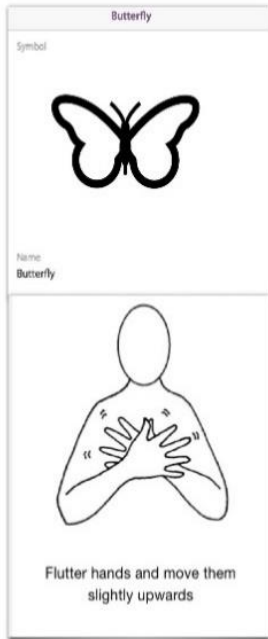 Butterfly
Symbol
Name
Butterfly
Flutter hands and move them
slightly upwards